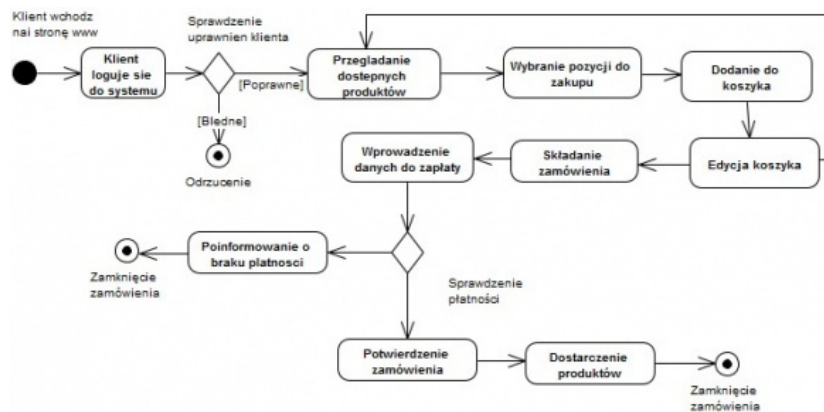 Klient wchodz
nai stronę www
Sprawdzenie
uprawnien klienta
Klient
loguje sie
do systemu
[Poprawne]
Przegladanie
dostepnych
produktów
Wybranie pozycji do
zakupu
Dodanie do
koszyka
[Błedne]
Odrzucenie
Wprowadzenie
danych do zapłaty
Składanie
zamówienia
Edycja koszyka
Poinformowanie o
braku platnosci
Zamknięcie
zamówienia
Sprawdzenie
płatności
Potwierdzenie
zamówienia
Dostarczenie
produktów
Zamknięcie
zamówienia